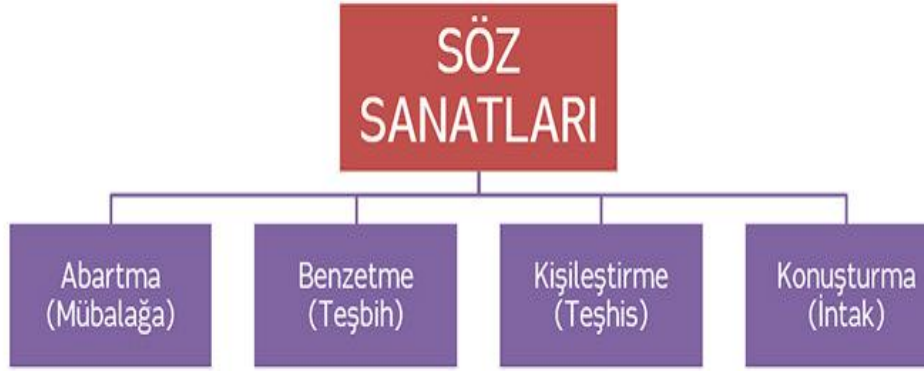 SÖZ
SANATLARI
Abartma
(Mübalağa)
Benzetme
(Teşbih)
Kişileştirme
(Teşhis)
Konuşturma
(İntak)